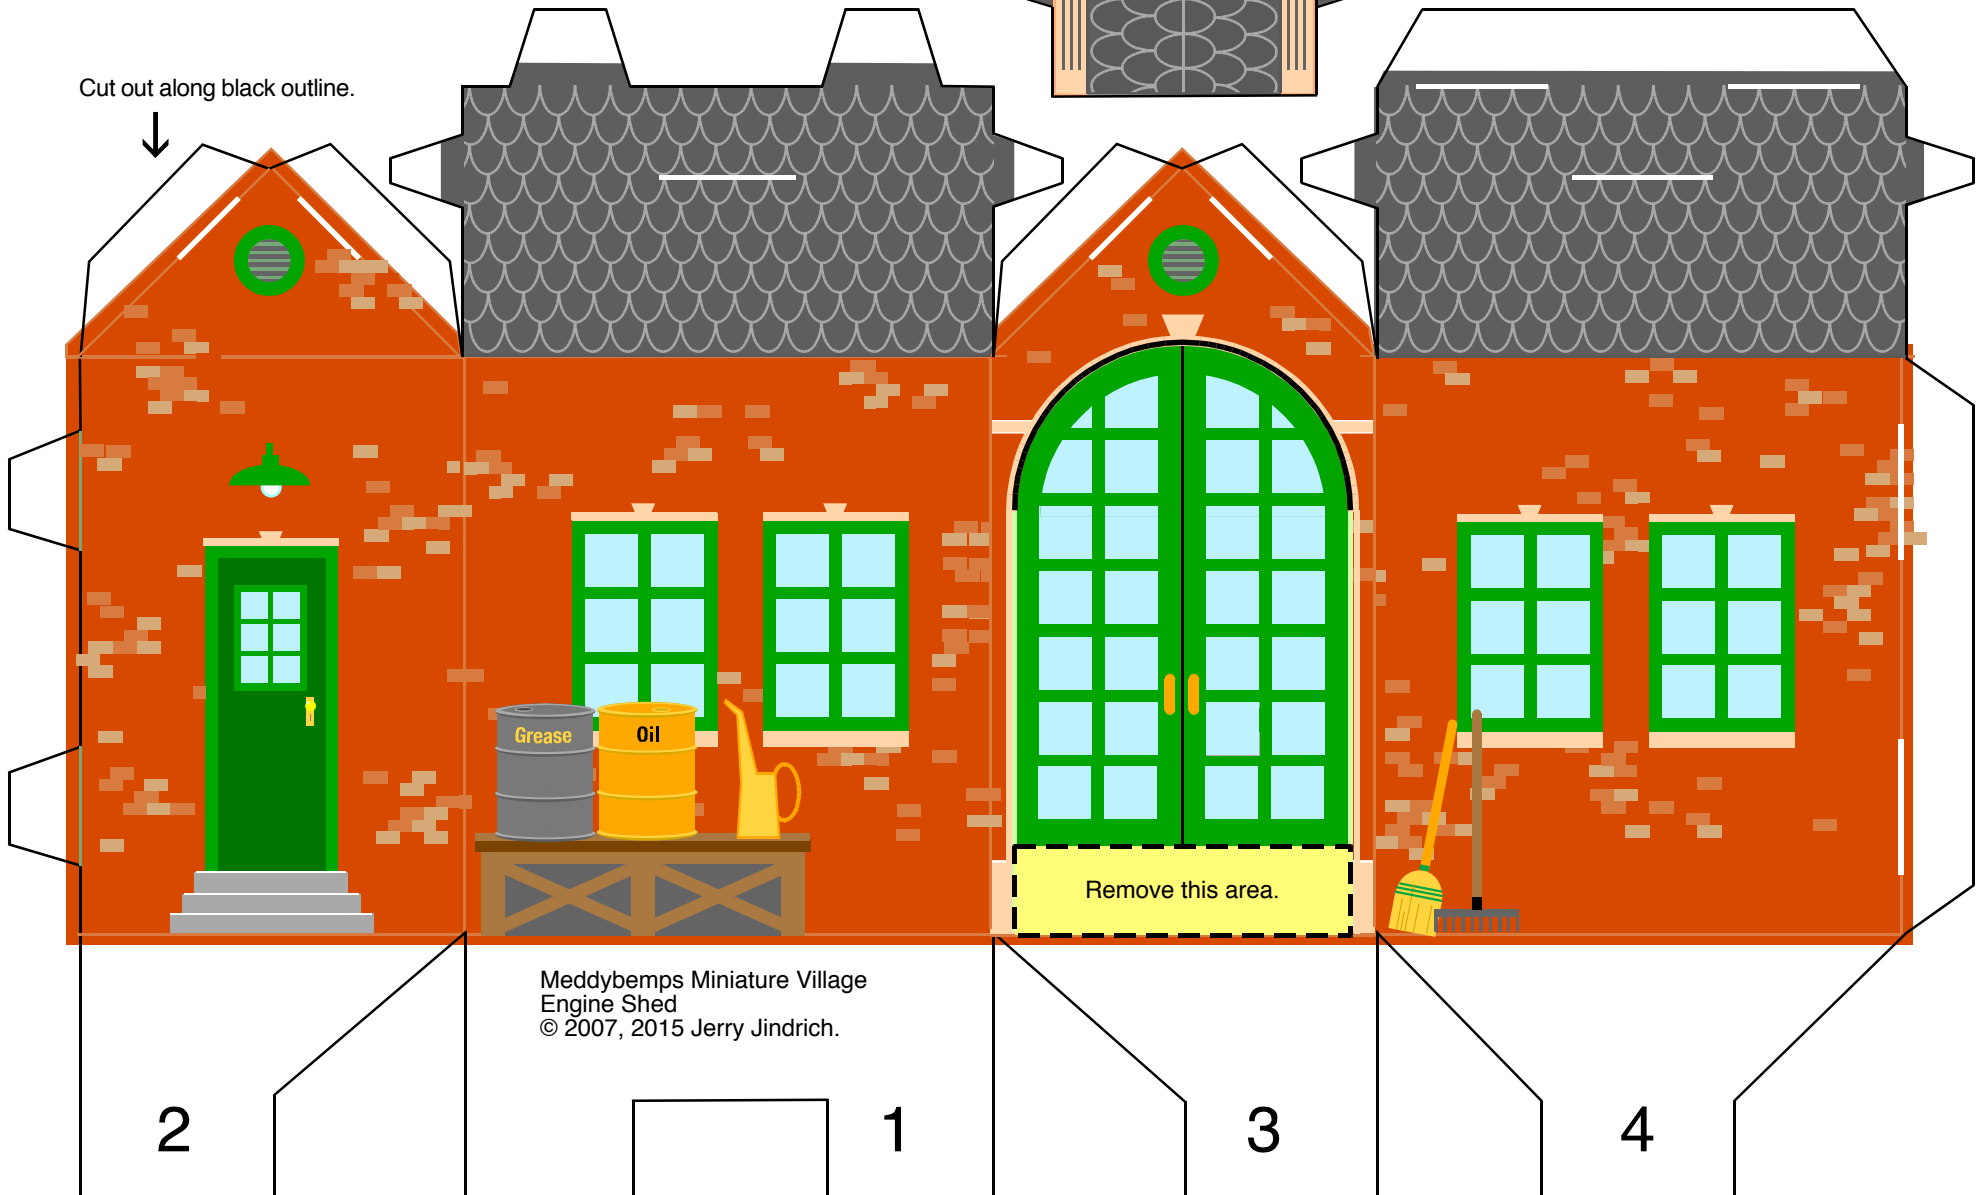 Cut out along black outline.
Grease
Oil
Remove this area.
Meddybemps Miniature Village
Engine Shed
© 2007, 2015 Jerry Jindrich.
2
1
3
4